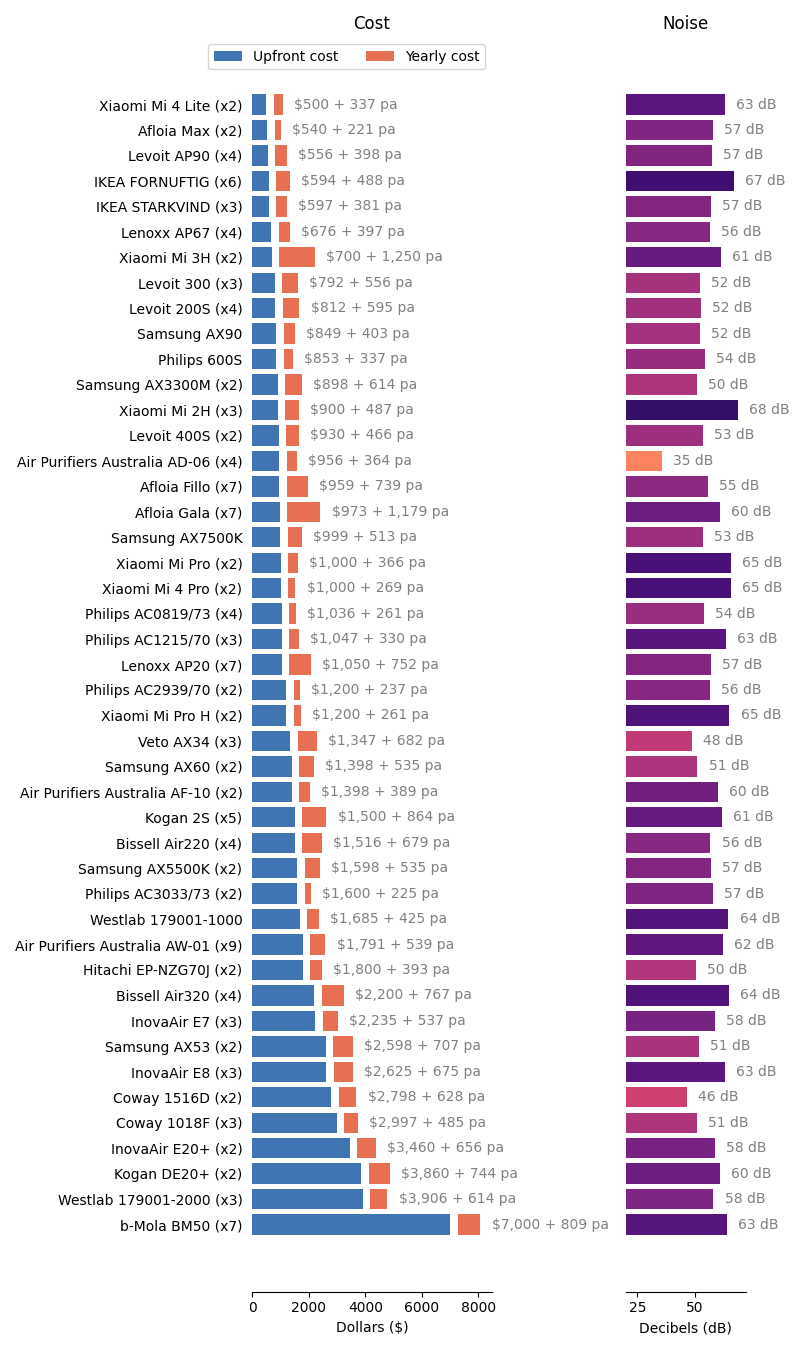 Cost Noise
Upfront cost Yearly cost
Xiaomi Mi 4 Lite (x2) $500 + 337 pa 63 dB
Afloia Max (x2) $540 + 221 pa 57 dB
Levoit AP90 (x4) $556 + 398 pa 57 dB
IKEA FORNUFTIG (x6) $594 + 488 pa 67 dB
IKEA STARKVIND (x3) $597 + 381 pa 57 dB
Lenoxx AP67 (x4) $676 + 397 pa 56 dB
Xiaomi Mi 3H (x2) $700 + 1,250 pa 61 dB
Levoit 300 (x3) $792 + 556 pa 52 dB
Levoit 200S (x4) $812 + 595 pa 52 dB
Samsung AX90 $849 + 403 pa 52 dB
Philips 600S $853 + 337 pa 54 dB
Samsung AX3300M (x2) $898 + 614 pa 50 dB
Xiaomi Mi 2H (x3) $900 + 487 pa 68 dB
Levoit 400S (x2) $930 + 466 pa 53 dB
Air Purifiers Australia AD-06 (x4) $956 + 364 pa 35 dB
Afloia Fillo (x7) $959 + 739 pa 55 dB
Afloia Gala (x7) $973 + 1,179 pa 60 dB
Samsung AX7500K $999 + 513 pa 53 dB
Xiaomi Mi Pro (x2) $1,000 + 366 pa 65 dB
Xiaomi Mi 4 Pro (x2) $1,000 + 269 pa 65 dB
Philips AC0819/73 (x4) $1,036 + 261 pa 54 dB
Philips AC1215/70 (x3) $1,047 + 330 pa 63 dB
Lenoxx AP20 (x7) $1,050 + 752 pa 57 dB
Philips AC2939/70 (x2) $1,200 + 237 pa 56 dB
Xiaomi Mi Pro H (x2) $1,200 + 261 pa 65 dB
Veto AX34 (x3) $1,347 + 682 pa 48 dB
Samsung AX60 (x2) $1,398 + 535 pa 51 dB
Air Purifiers Australia AF-10 (x2) $1,398 + 389 pa 60 dB
Kogan 2S (x5) $1,500 + 864 pa 61 dB
Bissell Air220 (x4) $1,516 + 679 pa 56 dB
Samsung AX5500K (x2) $1,598 + 535 pa 57 dB
Philips AC3033/73 (x2) $1,600 + 225 pa 57 dB
Westlab 179001-1000 $1,685 + 425 pa 64 dB
Air Purifiers Australia AW-01 (x9) $1,791 + 539 pa 62 dB
Hitachi EP-NZG70J (x2) $1,800 + 393 pa 50 dB
Bissell Air320 (x4) $2,200 + 767 pa 64 dB
InovaAir E7 (x3) $2,235 + 537 pa 58 dB
Samsung AX53 (x2) $2,598 + 707 pa 51 dB
InovaAir E8 (x3) $2,625 + 675 pa 63 dB
Coway 1516D (x2) $2,798 + 628 pa 46 dB
Coway 1018F (x3) $2,997 + 485 pa 51 dB
InovaAir E20+ (x2) $3,460 + 656 pa 58 dB
Kogan DE20+ (x2) $3,860 + 744 pa 60 dB
Westlab 179001-2000 (x3) $3,906 + 614 pa 58 dB
b-Mola BM50 (x7) $7,000 + 809 pa 63 dB
0 2000 4000 6000 8000 25 50
Dollars ($) Decibels (dB)